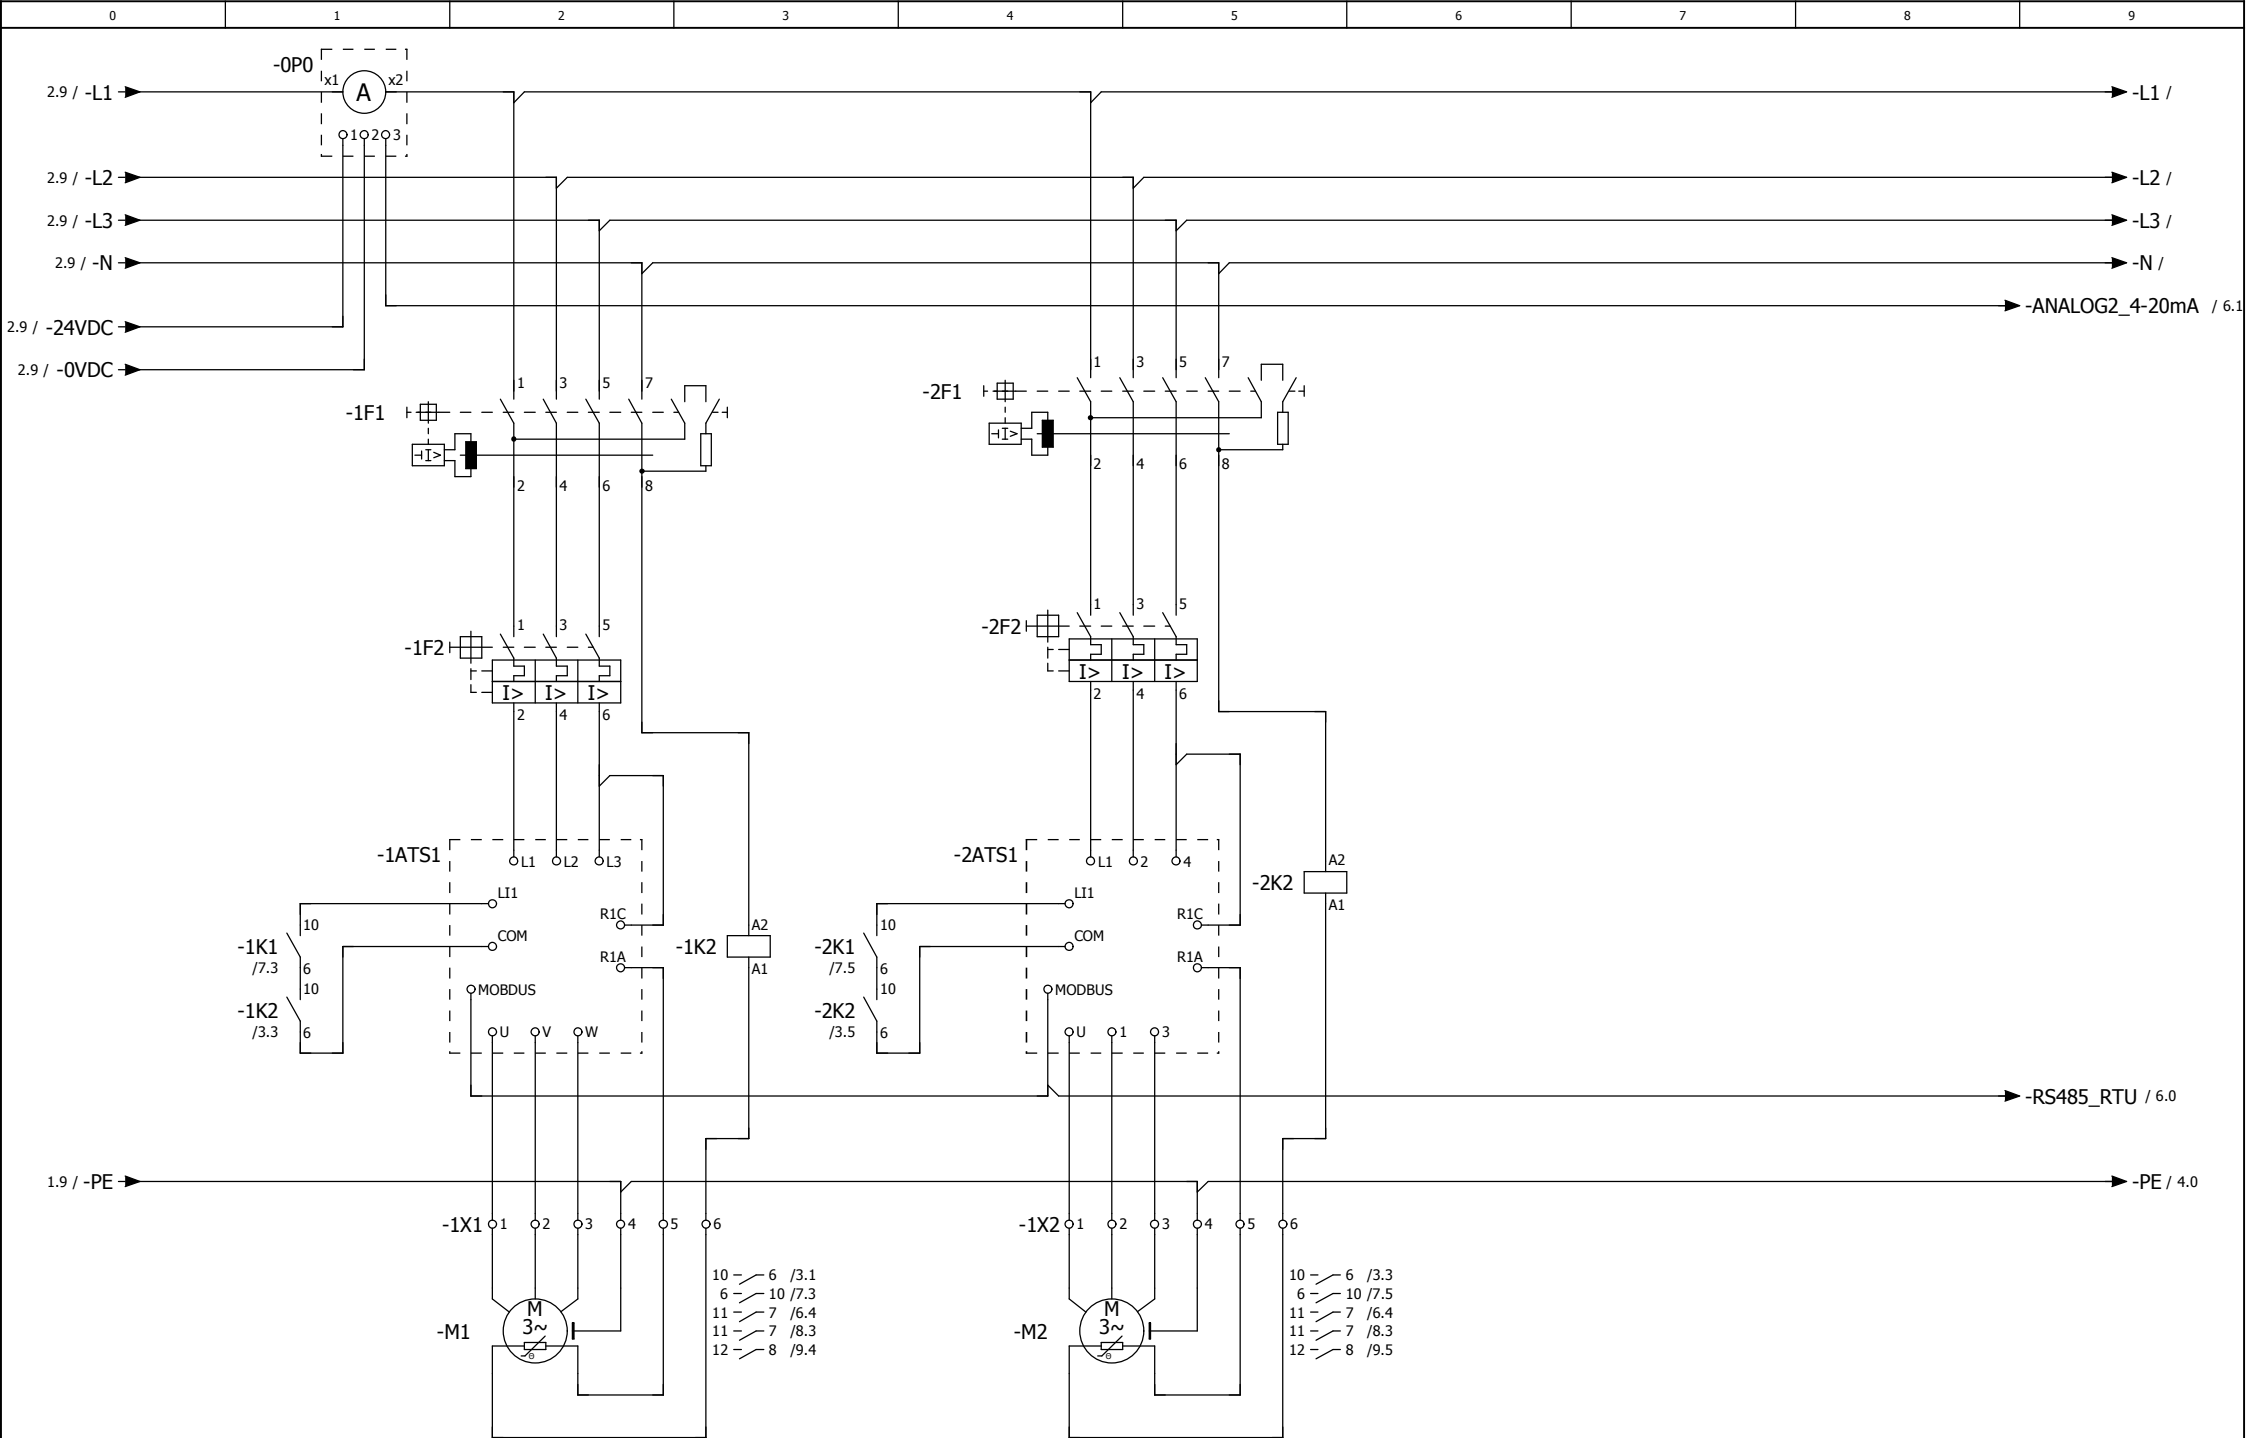 0 1 2 3 4 5 6 7 8 9
-0P0
x1 A x2
2.9 / -L1
-L1 /
1 2 3
2.9 / -L2
-L2 /
2.9 / -L3
-L3 /
2.9 / -N
-N /
-ANALOG2_4-20mA / 6.1
2.9 / -24VDC
2.9 / -0VDC
1 3 5 7
-1F1
I>
2 4 6 8
1 3 5 7
-2F1
I>
2 4 6 8
1 3 5
-1F2
I> I> I>
2 4 6
1 3 5
-2F2
I> I> I>
2 4 6
-1ATS1
L1 L2 L3
LI1
R1C
COM
R1A
MOBDUS
U V W
10
-1K1
/7.3
6
10
-1K2
/3.3
6
A2
-1K2
A1
-2ATS1
L1 2 4
LI1
R1C
COM
R1A
MODBUS
U 1 3
10
-2K1
/7.5
6
10
-2K2
/3.5
6
A2
-2K2
A1
-RS485_RTU / 6.0
1.9 / -PE
-PE / 4.0
-1X1 1 2 3 4 5 6
-1X2 1 2 3 4 5 6
10 6 /3.1
6 10 /7.3
11 7 /6.4
11 7 /8.3
12 8 /9.4
M
3~
-M1
Θ
10 6 /3.3
6 10 /7.5
11 7 /6.4
11 7 /8.3
12 8 /9.5
M
3~
-M2
Θ